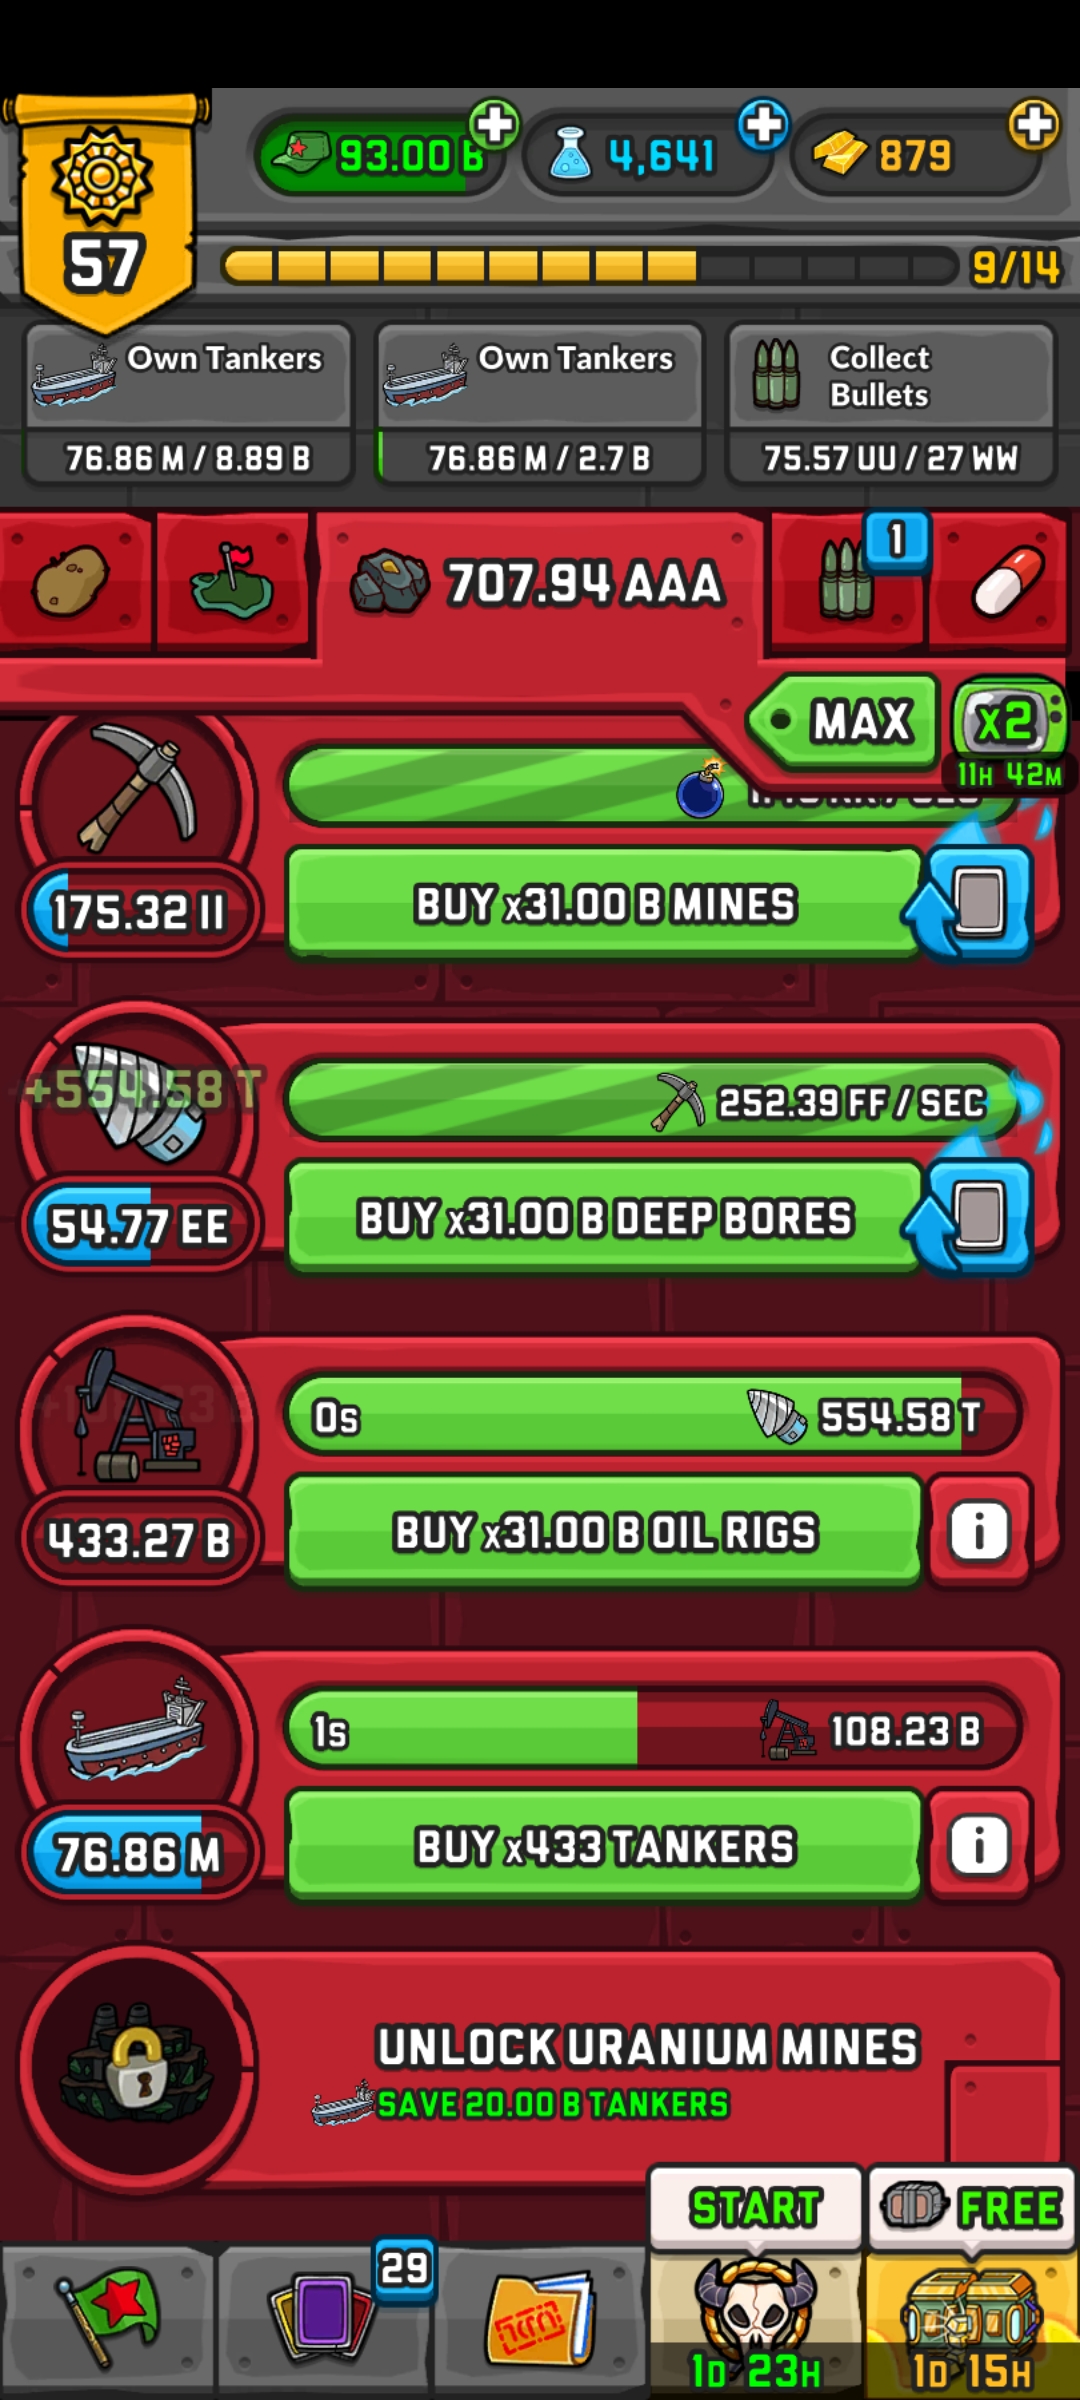 93.00 B
4,641
879
57
9/14
Own Tankers
76.86 M / 8.89 B
Own Tankers
76.86 M / 2.7 B
Collect
Bullets
75.57 UU / 27 WW
707.94 AAA
1
MAX
x2
11H 42M
175.32 II
BUY x31.00 B MINES
+554.58 T
252.39 FF / SEC
54.77 EE
BUY x31.00 B DEEP BORES
0s
554.58 T
433.27 B
BUY x31.00 B OIL RIGS
i
1s
108.23 B
76.86 M
BUY x433 TANKERS
i
UNLOCK URANIUM MINES
SAVE 20.00 B TANKERS
START
FREE
29
1D 23H
1D 15H